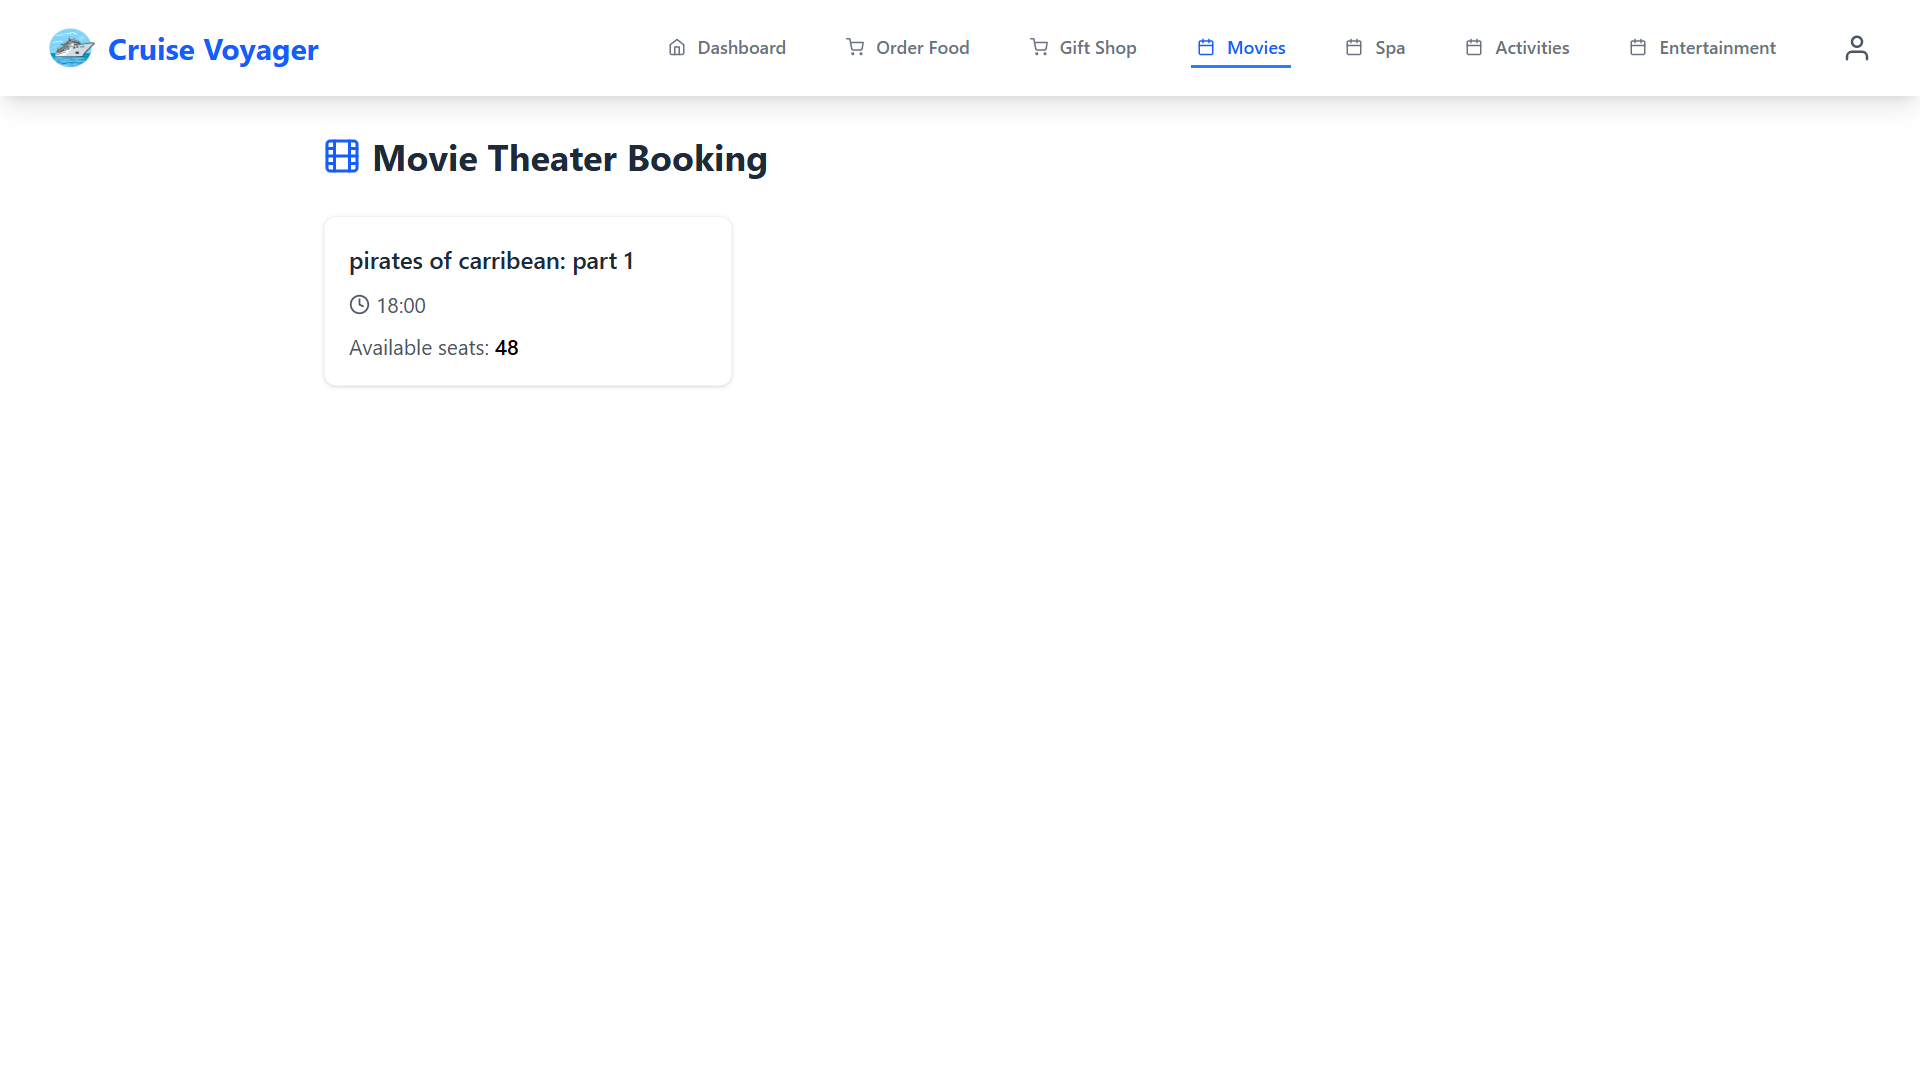 Cruise Voyager
Dashboard
Order Food
Gift Shop
Movies
Spa
Activities
Entertainment
Movie Theater Booking
pirates of carribean: part 1
18:00
Available seats: 48